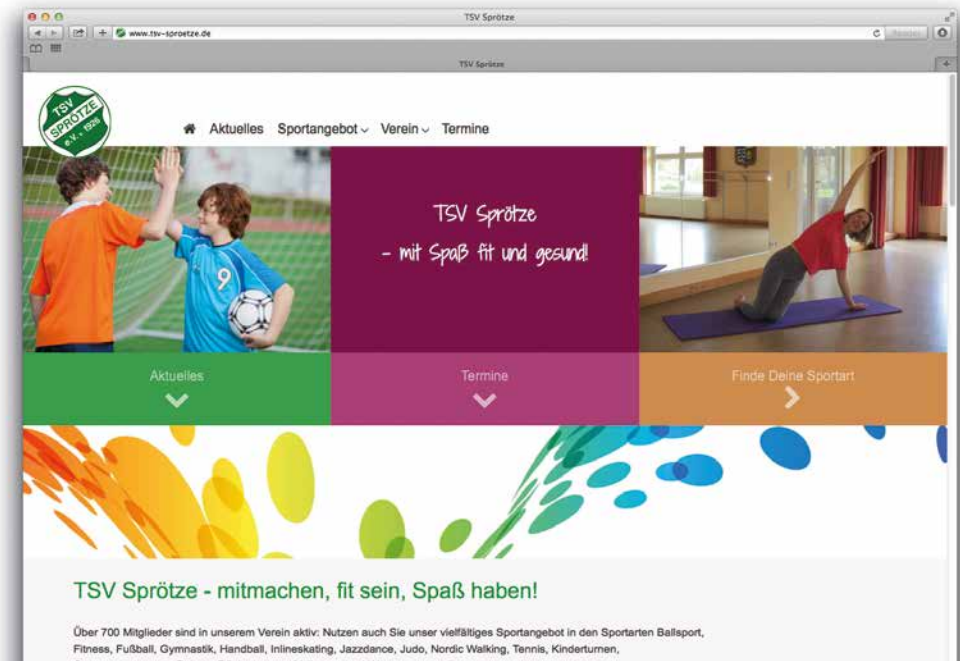 TSV Sprötze
www.tsv-sproetze.de
Reader
TSV Sprötze
TSV
SPRÖTZE
e.V. • 1926
Aktuelles Sportangebot Verein Termine
9
TSV Sprötze
- mit Spaß fit und gesund!
Aktuelles
Termine
Finde Deine Sportart
TSV Sprötze - mitmachen, fit sein, Spaß haben!
Über 700 Mitglieder sind in unserem Verein aktiv: Nutzen auch Sie unser vielfältiges Sportangebot in den Sportarten Ballsport,
Fitness, Fußball, Gymnastik, Handball, Inlineskating, Jazzdance, Judo, Nordic Walking, Tennis, Kinderturnen,